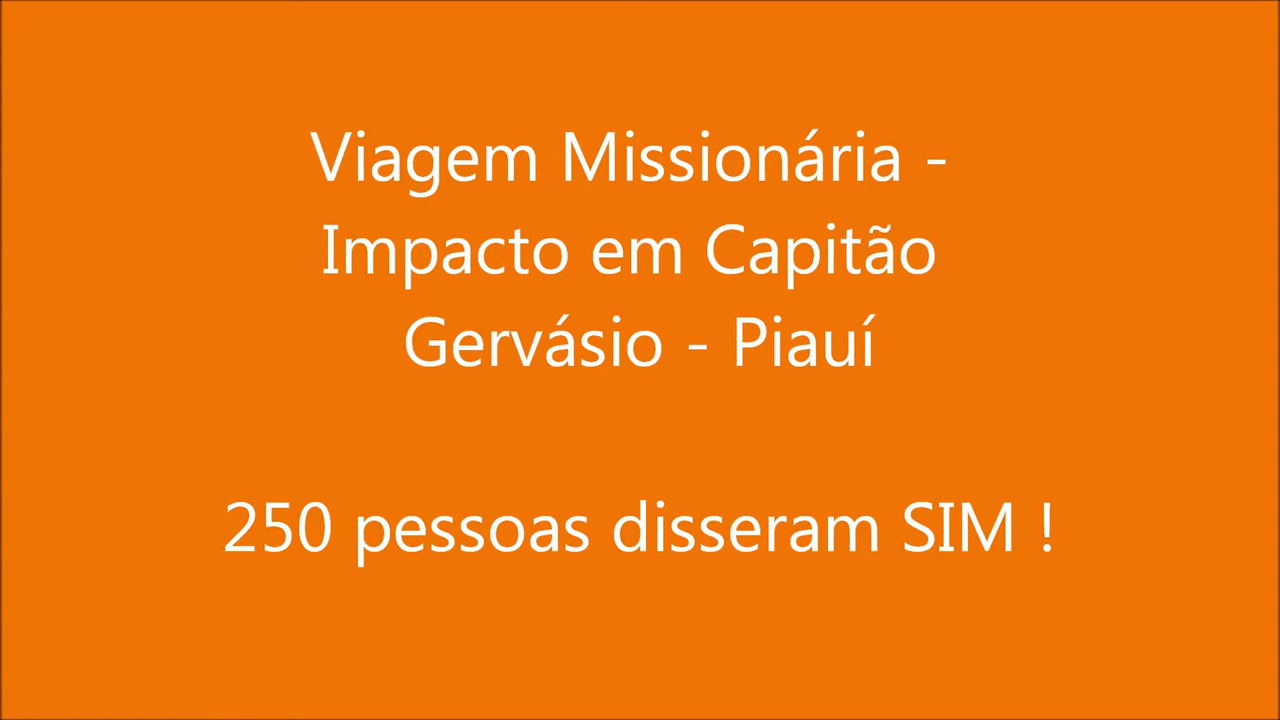 Viagem Missionária -
Impacto em Capitão
Gervásio - Piauí
250 pessoas disseram SIM !